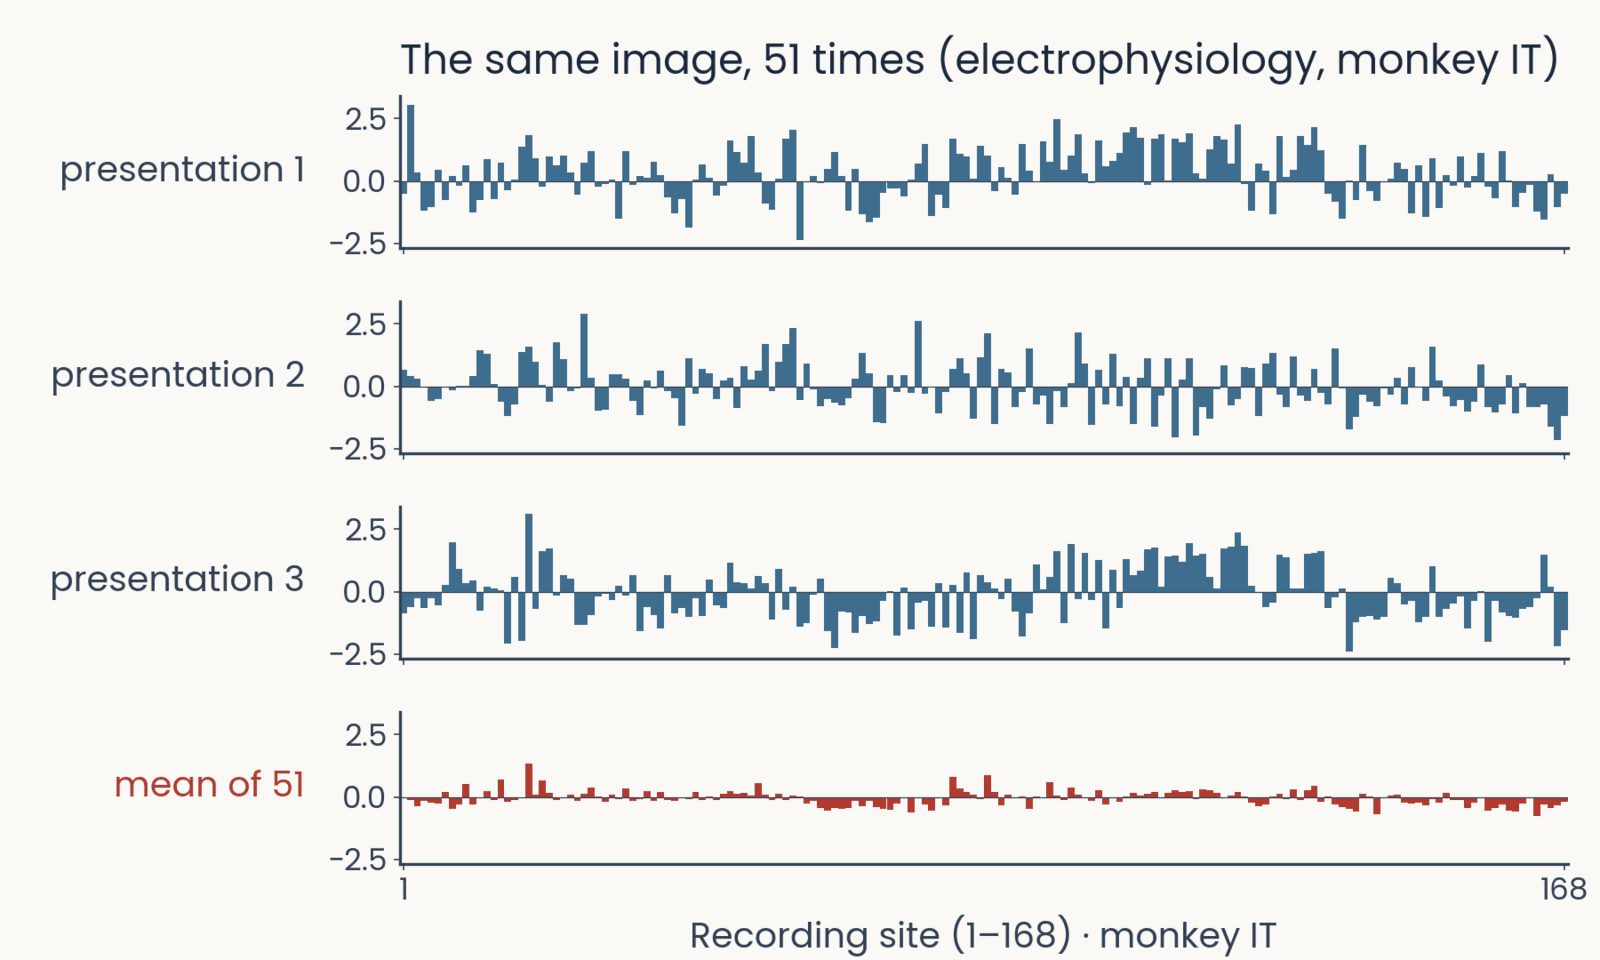 The same image, 51 times (electrophysiology, monkey IT)
presentation 1
2.5
0.0
−2.5
presentation 2
2.5
0.0
−2.5
presentation 3
2.5
0.0
−2.5
mean of 51
2.5
0.0
−2.5
1 168
Recording site (1–168) · monkey IT